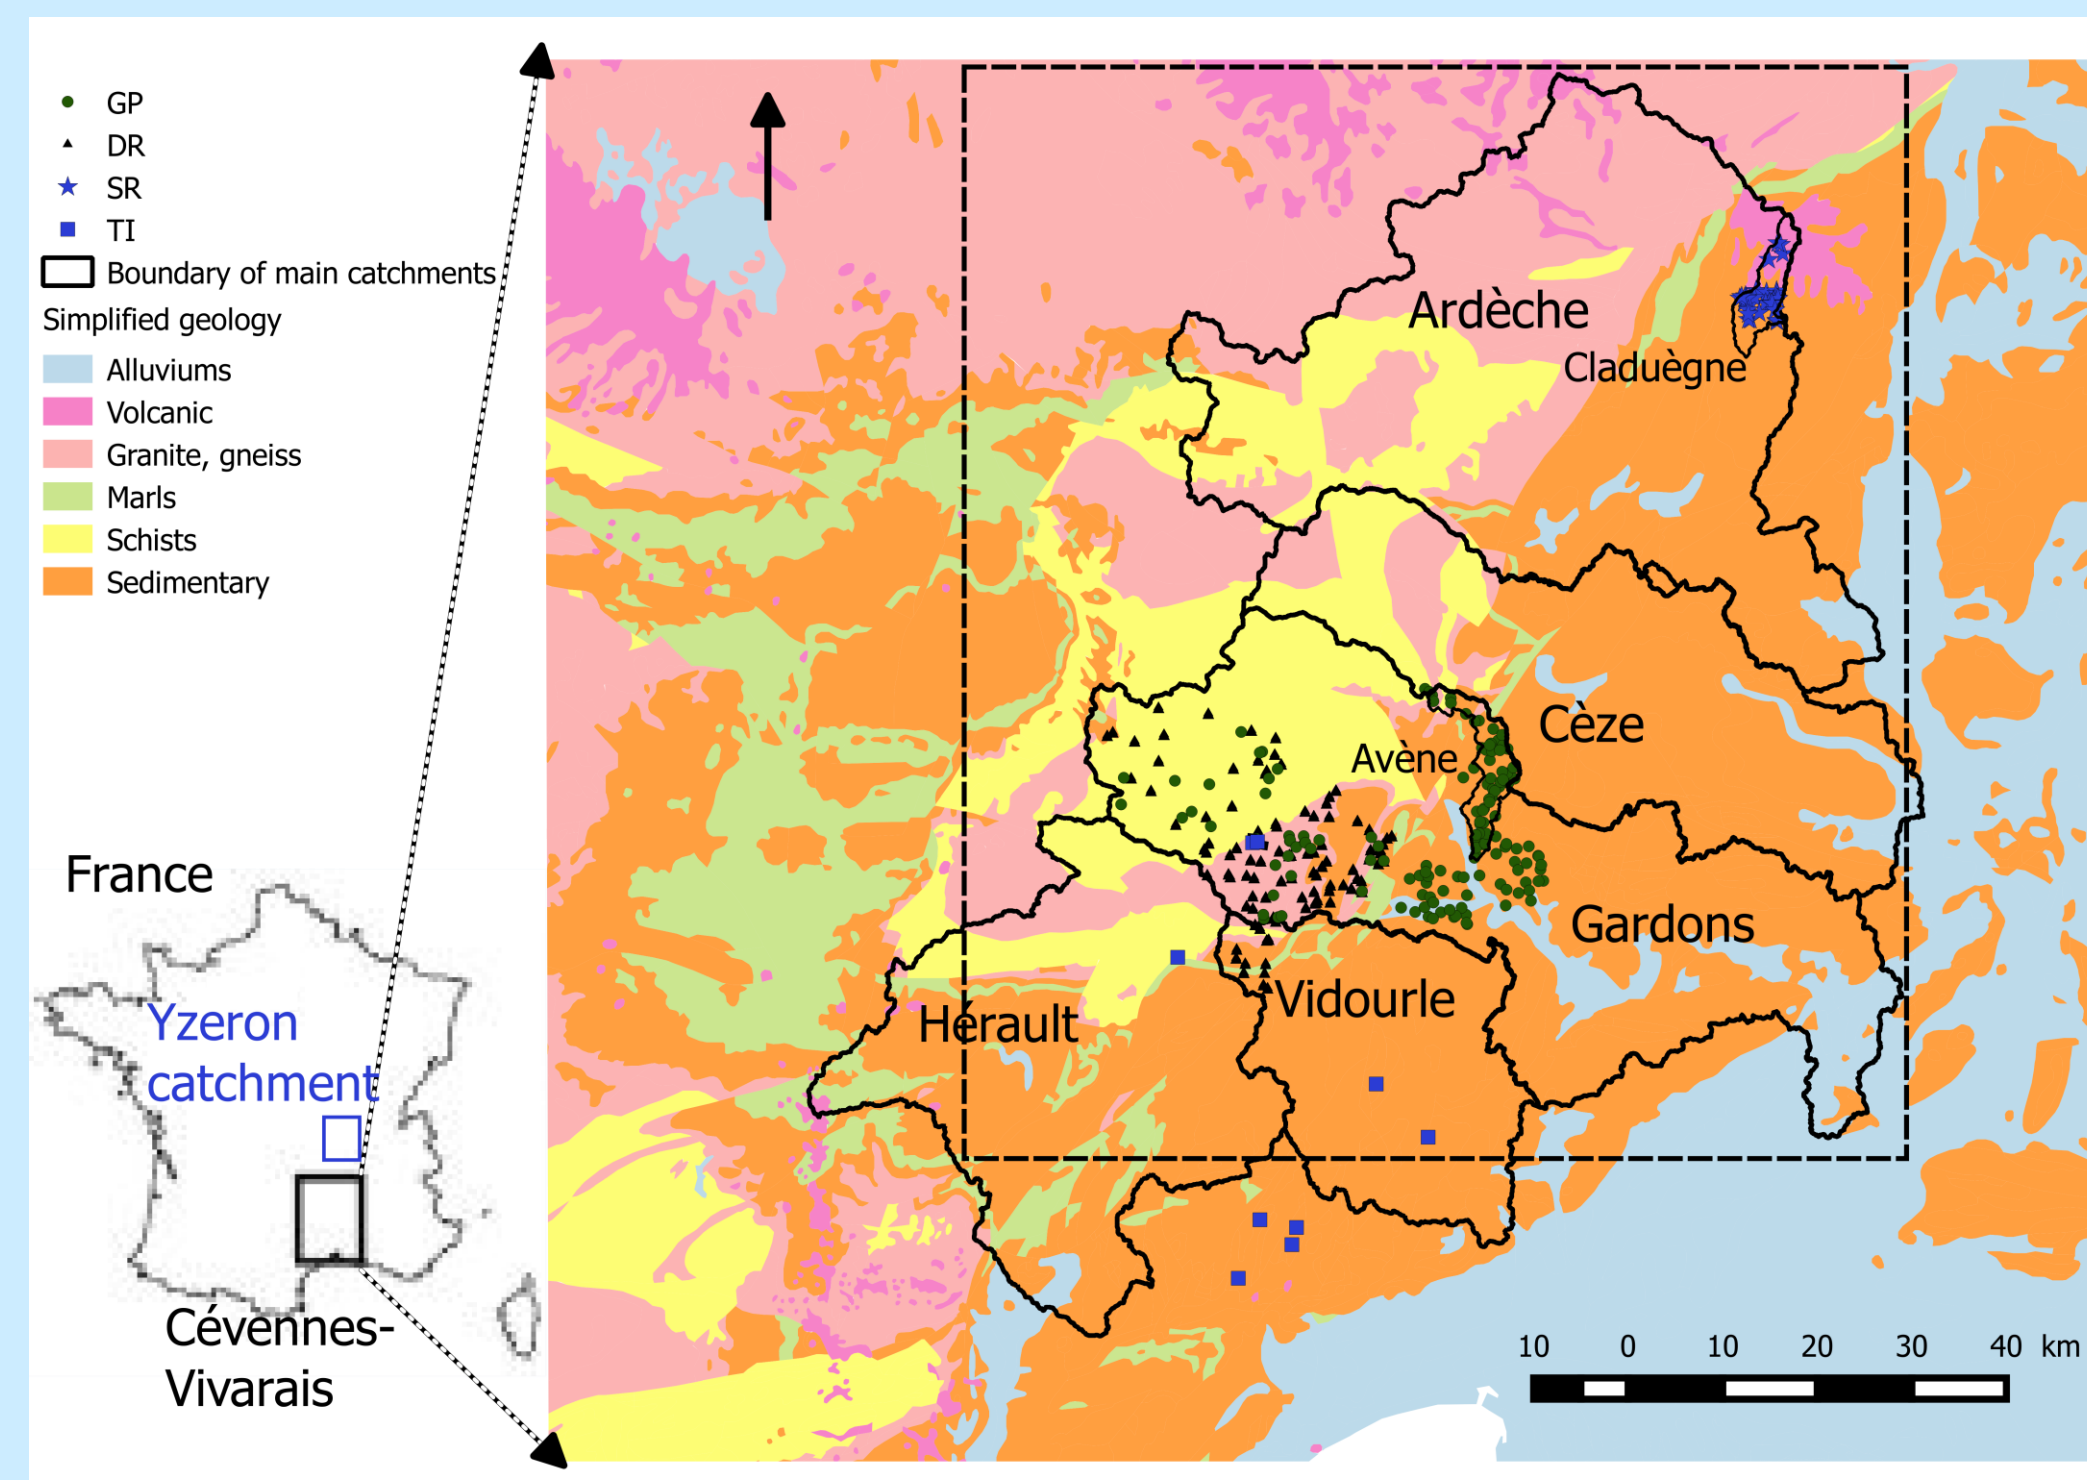 GP
DR
SR
TI
Boundary of main catchments
Simplified geology
Alluviums
Volcanic
Granite, gneiss
Marls
Schists
Sedimentary
France
Yzeron
catchment
Cévennes-
Vivarais
Ardèche
Claduègne
Cèze
Avène
Gardons
Vidourle
Hérault
10 0 10 20 30 40 km